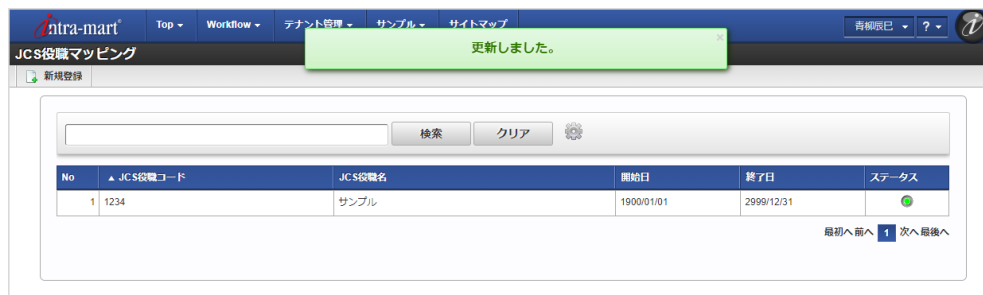 intra-mart Top Workflow テナント管理 サンプル サイトマップ 青柳辰巳 ?
JCS役職マッピング
更新しました。
新規登録
検索 クリア
No ▲ JCS役職コード JCS役職名 開始日 終了日 ステータス
1 1234 サンプル 1900/01/01 2999/12/31
最初へ 前へ 1 次へ 最後へ